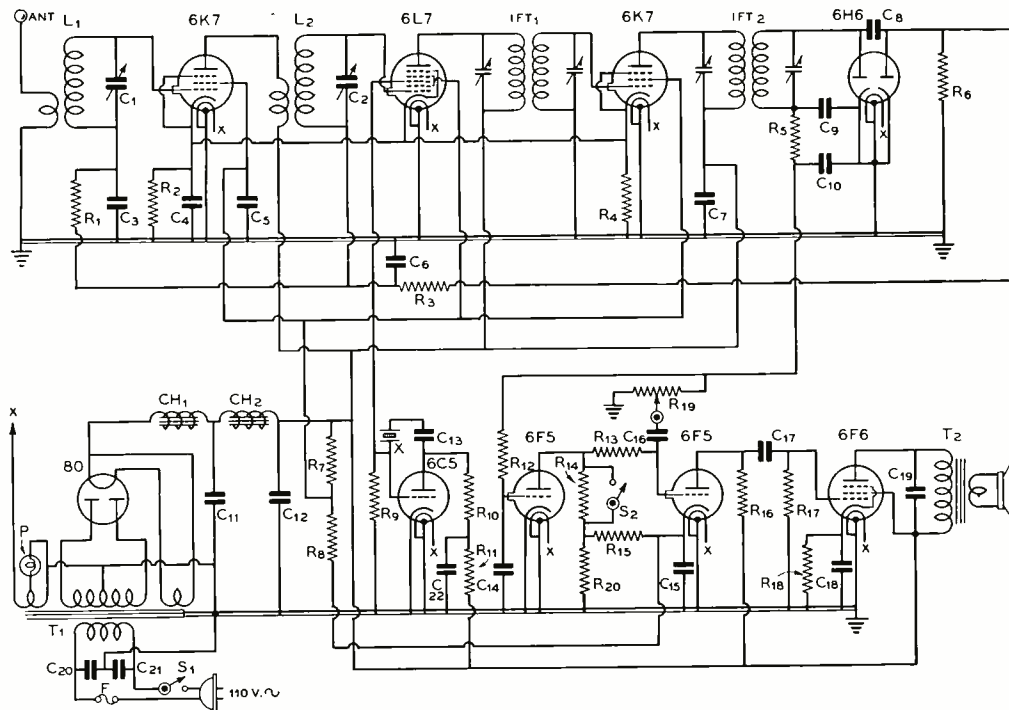 ANT
L1
6K7
L2
6L7
IFT1
6K7
IFT2
6H6
C8
C1
C2
R6
X
X
X
X
R5
C9
C10
R1
C3
R2
C4
C5
R4
C7
C6
R3
X
CH1
CH2
R19
80
C13
R13
C16
6F5
C17
6F6
T2
R7
X
6C5
R12
6F5
R14
S2
C19
P
C11
C12
R8
R9
R10
R11
R15
R16
R17
X
X
X
X
C22
C14
R20
C15
R18
C18
T1
C20
C21
S1
F
110 V. ~